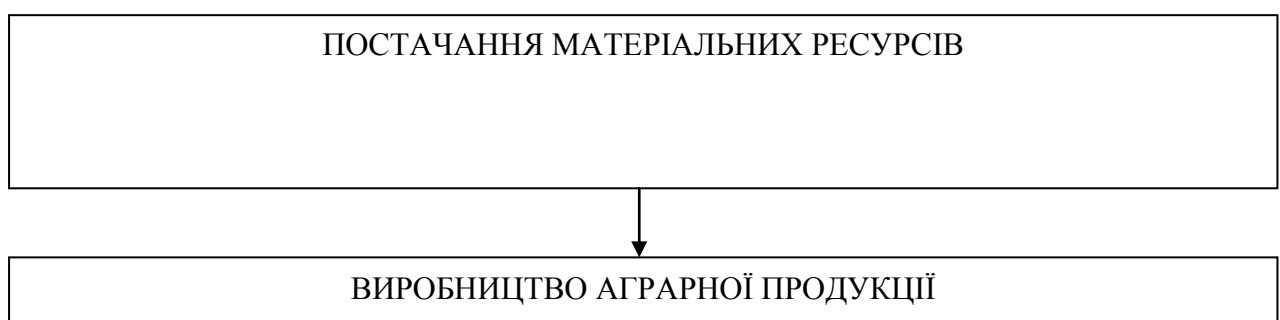 ПОСТАЧАННЯ МАТЕРІАЛЬНИХ РЕСУРСІВ
ВИРОБНИЦТВО АГРАРНОЇ ПРОДУКЦІЇ